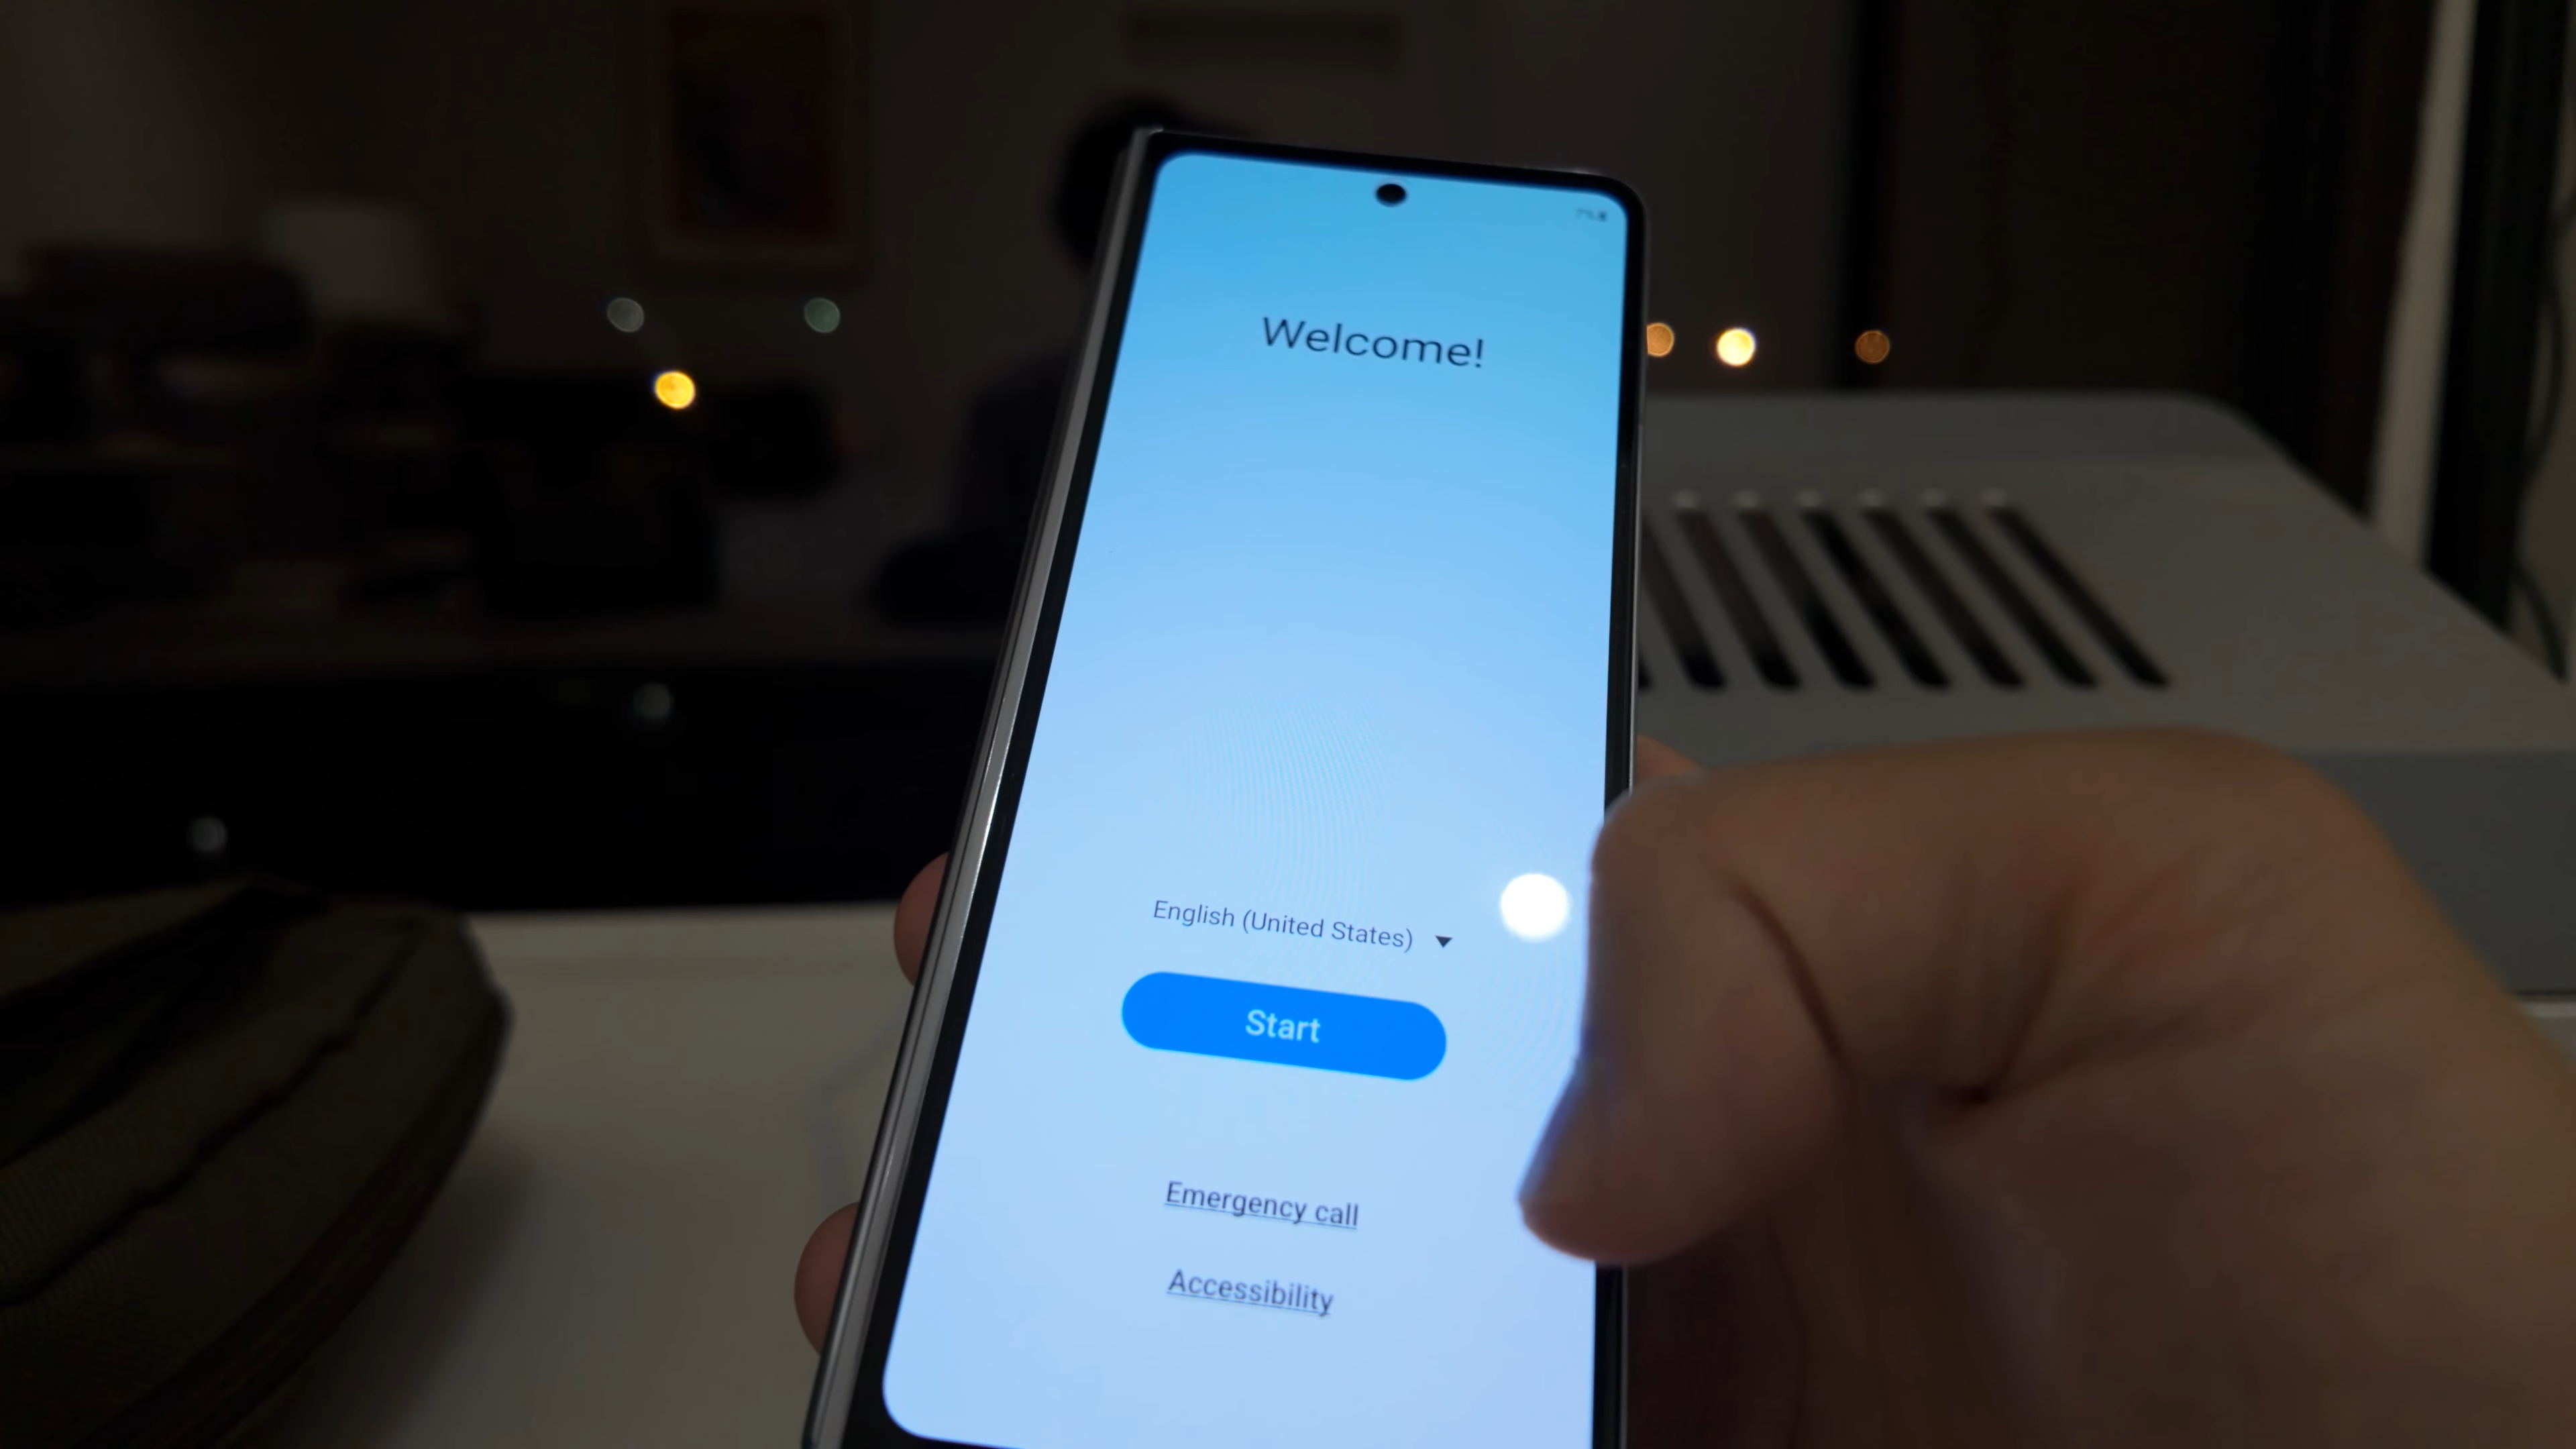 Welcome!
English (United States)
Start
Emergency call
Accessibility